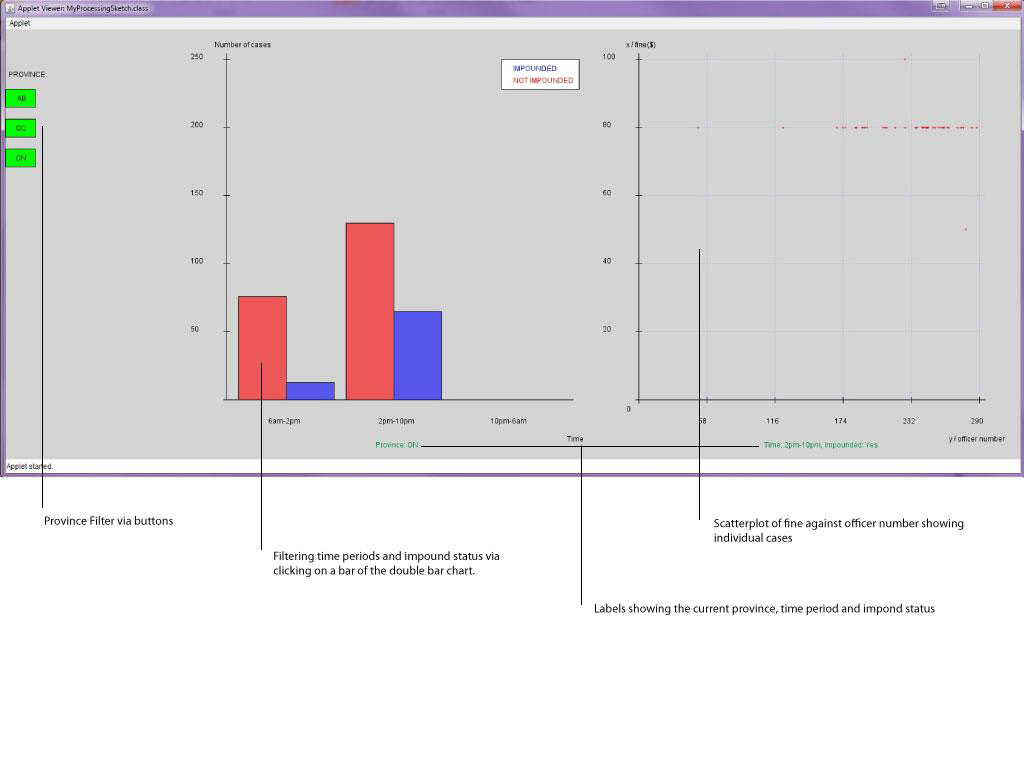 Applet Viewer: MyProcessingSketch.class
Applet
Number of cases
x / fine($)
250
200
150
100
50
PROVINCE:
AB
QC
ON
IMPOUNDED
NOT IMPOUNDED
6am-2pm
2pm-10pm
10pm-6am
Time
100
80
60
40
20
0
58
116
174
232
290
y / officer number
Province: ON
Time: 2pm-10pm, Impounded: Yes
Applet started.
Province Filter via buttons
Filtering time periods and impound status via
clicking on a bar of the double bar chart.
Scatterplot of fine against officer number showing
individual cases
Labels showing the current province, time period and impond status